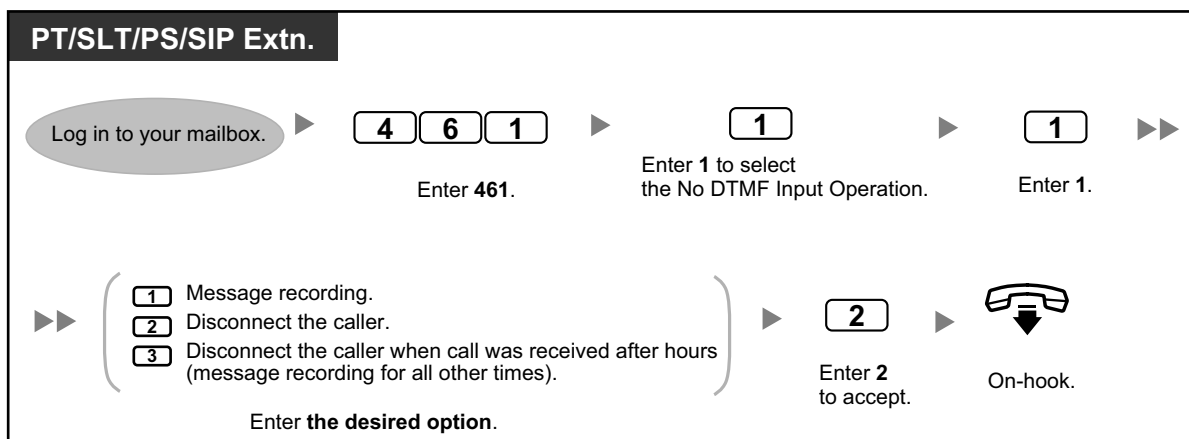 PT/SLT/PS/SIP Extn.
Log in to your mailbox.
4 6 1
Enter 461.
1
Enter 1 to select
the No DTMF Input Operation.
1
Enter 1.
1 Message recording.
2 Disconnect the caller.
3 Disconnect the caller when call was received after hours
(message recording for all other times).
Enter the desired option.
2
Enter 2
to accept.
On-hook.